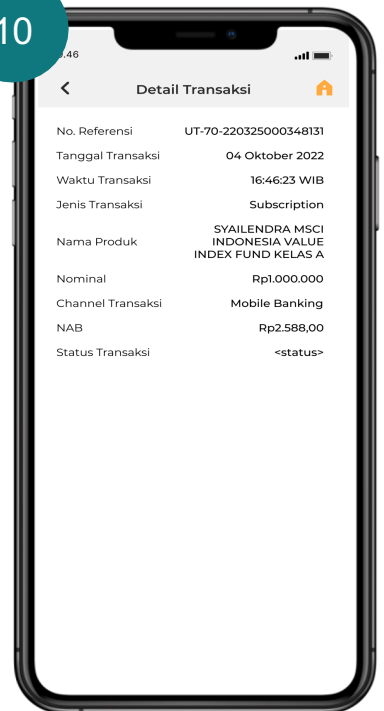 10
.46
Detail Transaksi
No. Referensi UT-70-220325000348131
Tanggal Transaksi 04 Oktober 2022
Waktu Transaksi 16:46:23 WIB
Jenis Transaksi Subscription
Nama Produk SYAILENDRA MSCI
INDONESIA VALUE
INDEX FUND KELAS A
Nominal Rp1.000.000
Channel Transaksi Mobile Banking
NAB Rp2.588,00
Status Transaksi <status>